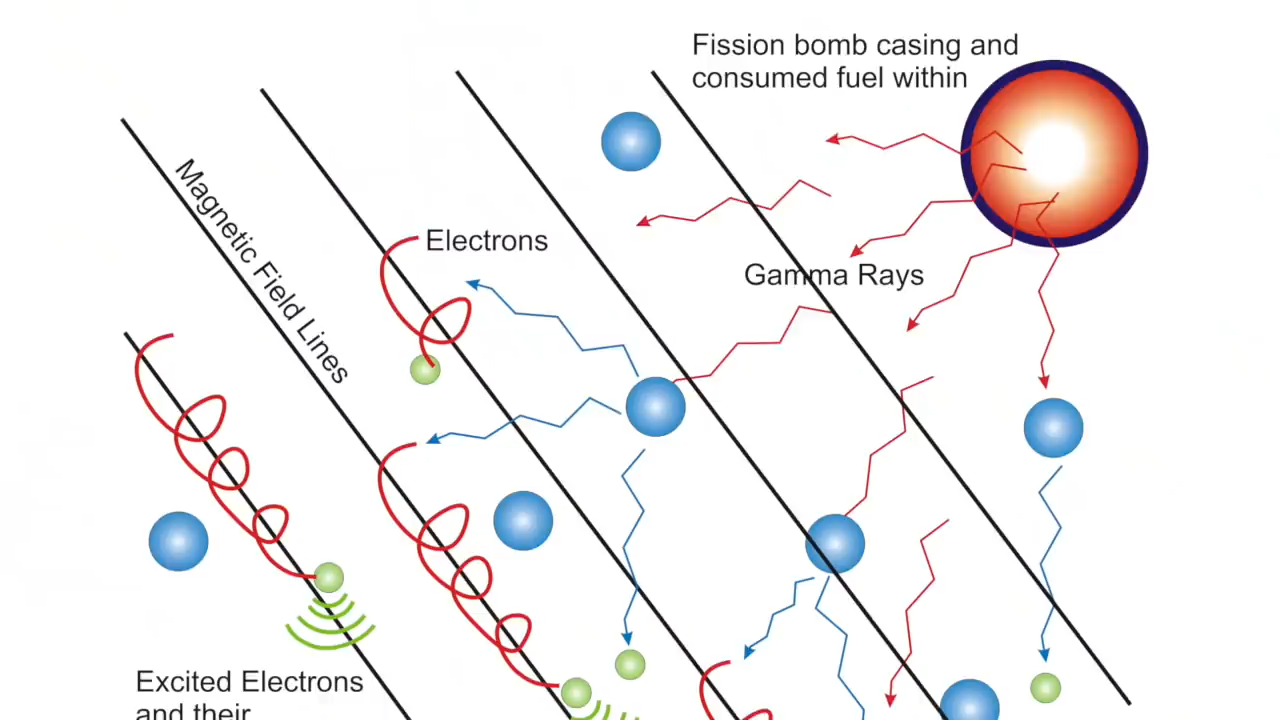 Fission bomb casing and
consumed fuel within
Magnetic Field Lines
Electrons
Gamma Rays
Excited Electrons
and their